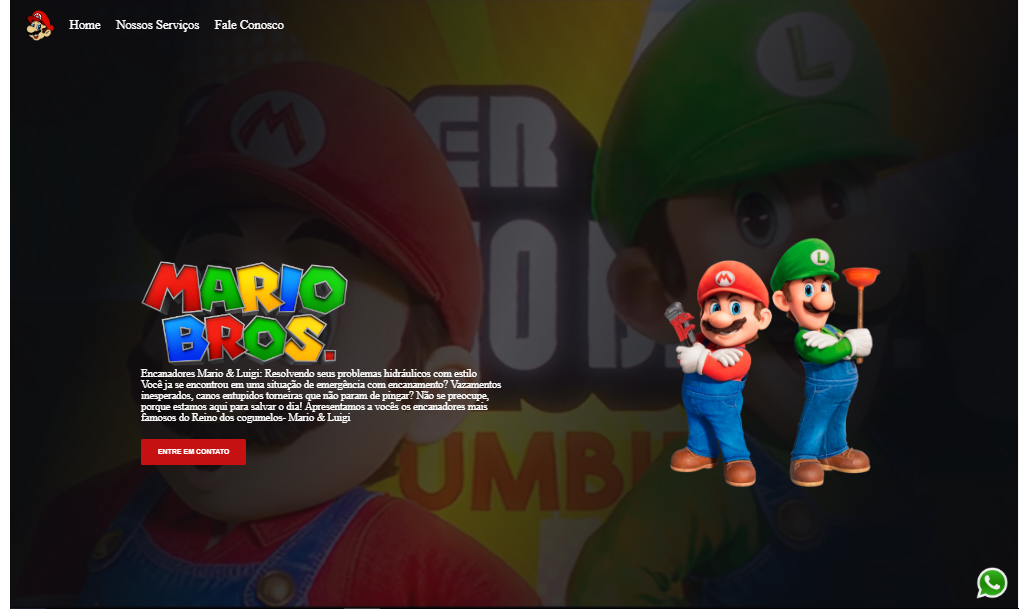 Home Nossos Serviços Fale Conosco
L
M
ER
IO B
UMBI
MARIO
BROS.
M
L
Encanadores Mario & Luigi: Resolvendo seus problemas hidráulicos com estilo
Você ja se encontrou em uma situação de emergência com encanamento? Vazamentos
inesperados, canos entupidos torneiras que não param de pingar? Não se preocupe,
porque estamos aqui para salvar o dia! Apresentamos a vocês os encanadores mais
famosos do Reino dos cogumelos- Mario & Luigi
ENTRE EM CONTATO